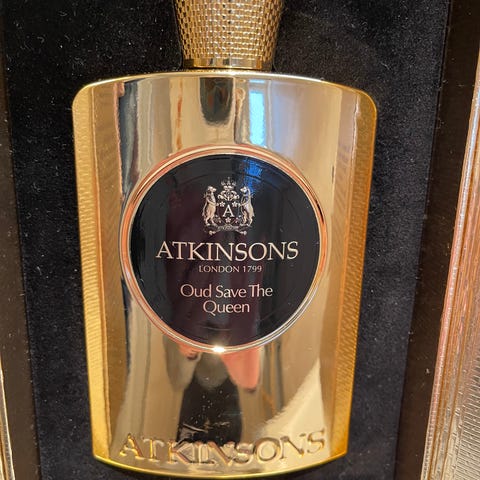 A
ATKINSONS
LONDON 1799
Oud Save The
Queen
ATKINSONS